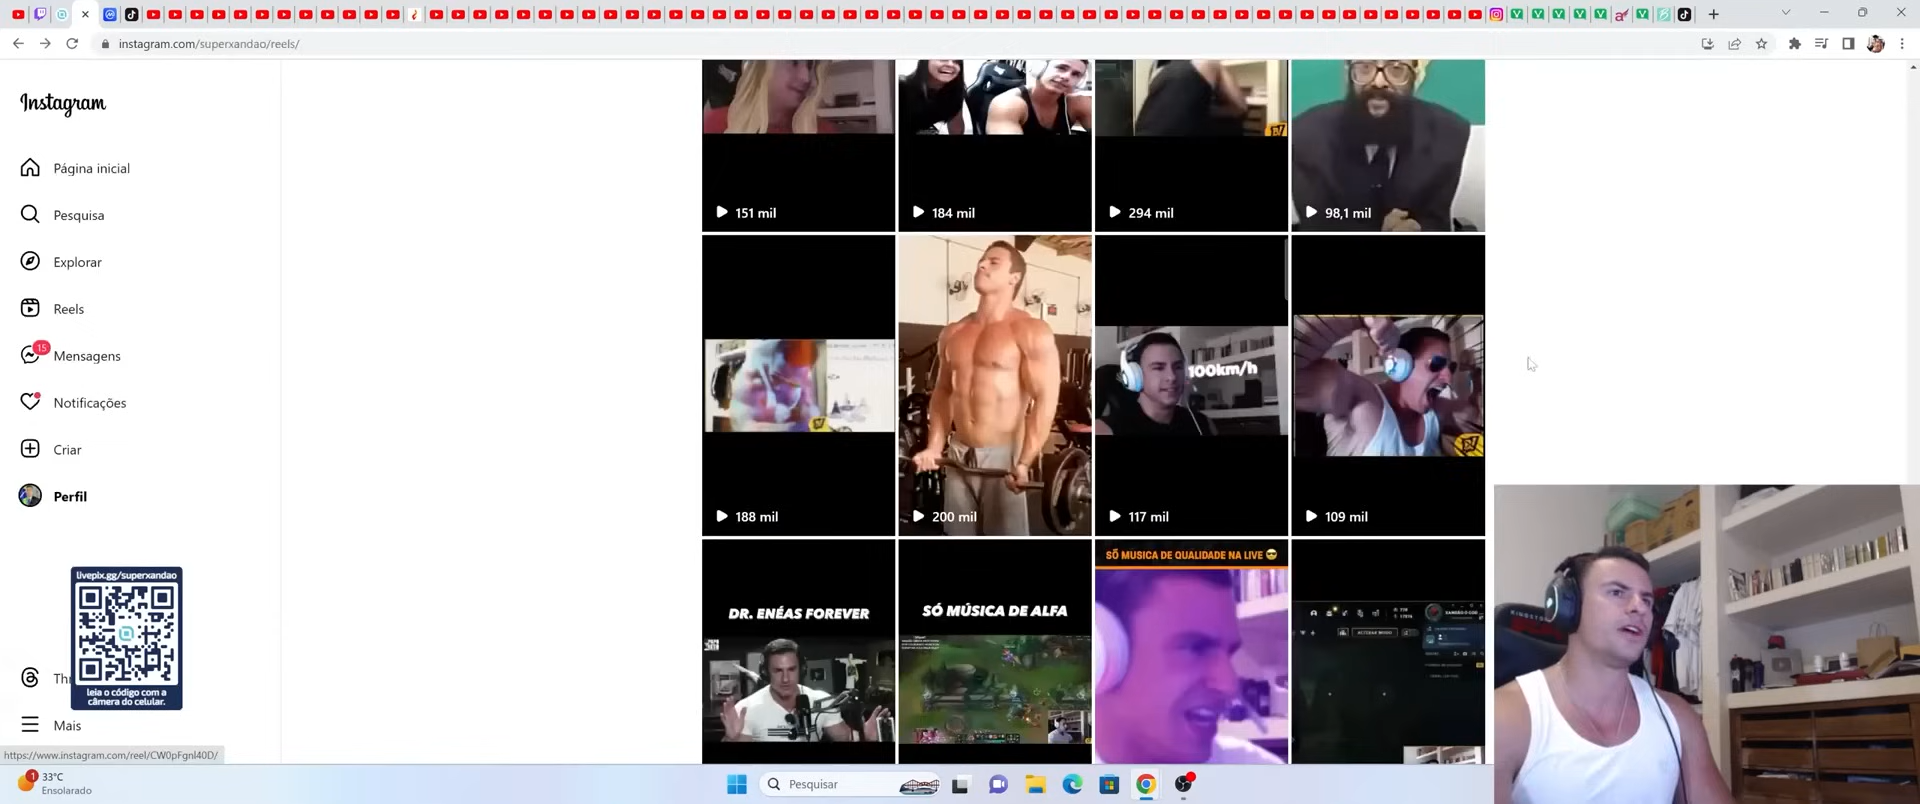 instagram.com/superxandao/reels/
Instagram
Página inicial
Pesquisa
Explorar
Reels
15
Mensagens
Notificações
Criar
Perfil
livepix.gg/superxandao
leia o código com a
câmera do celular.
Mais
https://www.instagram.com/reel/CW0pFgnl40D/
151 mil
184 mil
294 mil
98,1 mil
100km/h
188 mil
200 mil
117 mil
109 mil
DR. ENÉAS FOREVER
SÓ MÚSICA DE ALFA
SÓ MUSICA DE QUALIDADE NA LIVE
1
33°C
Ensolarado
Pesquisar